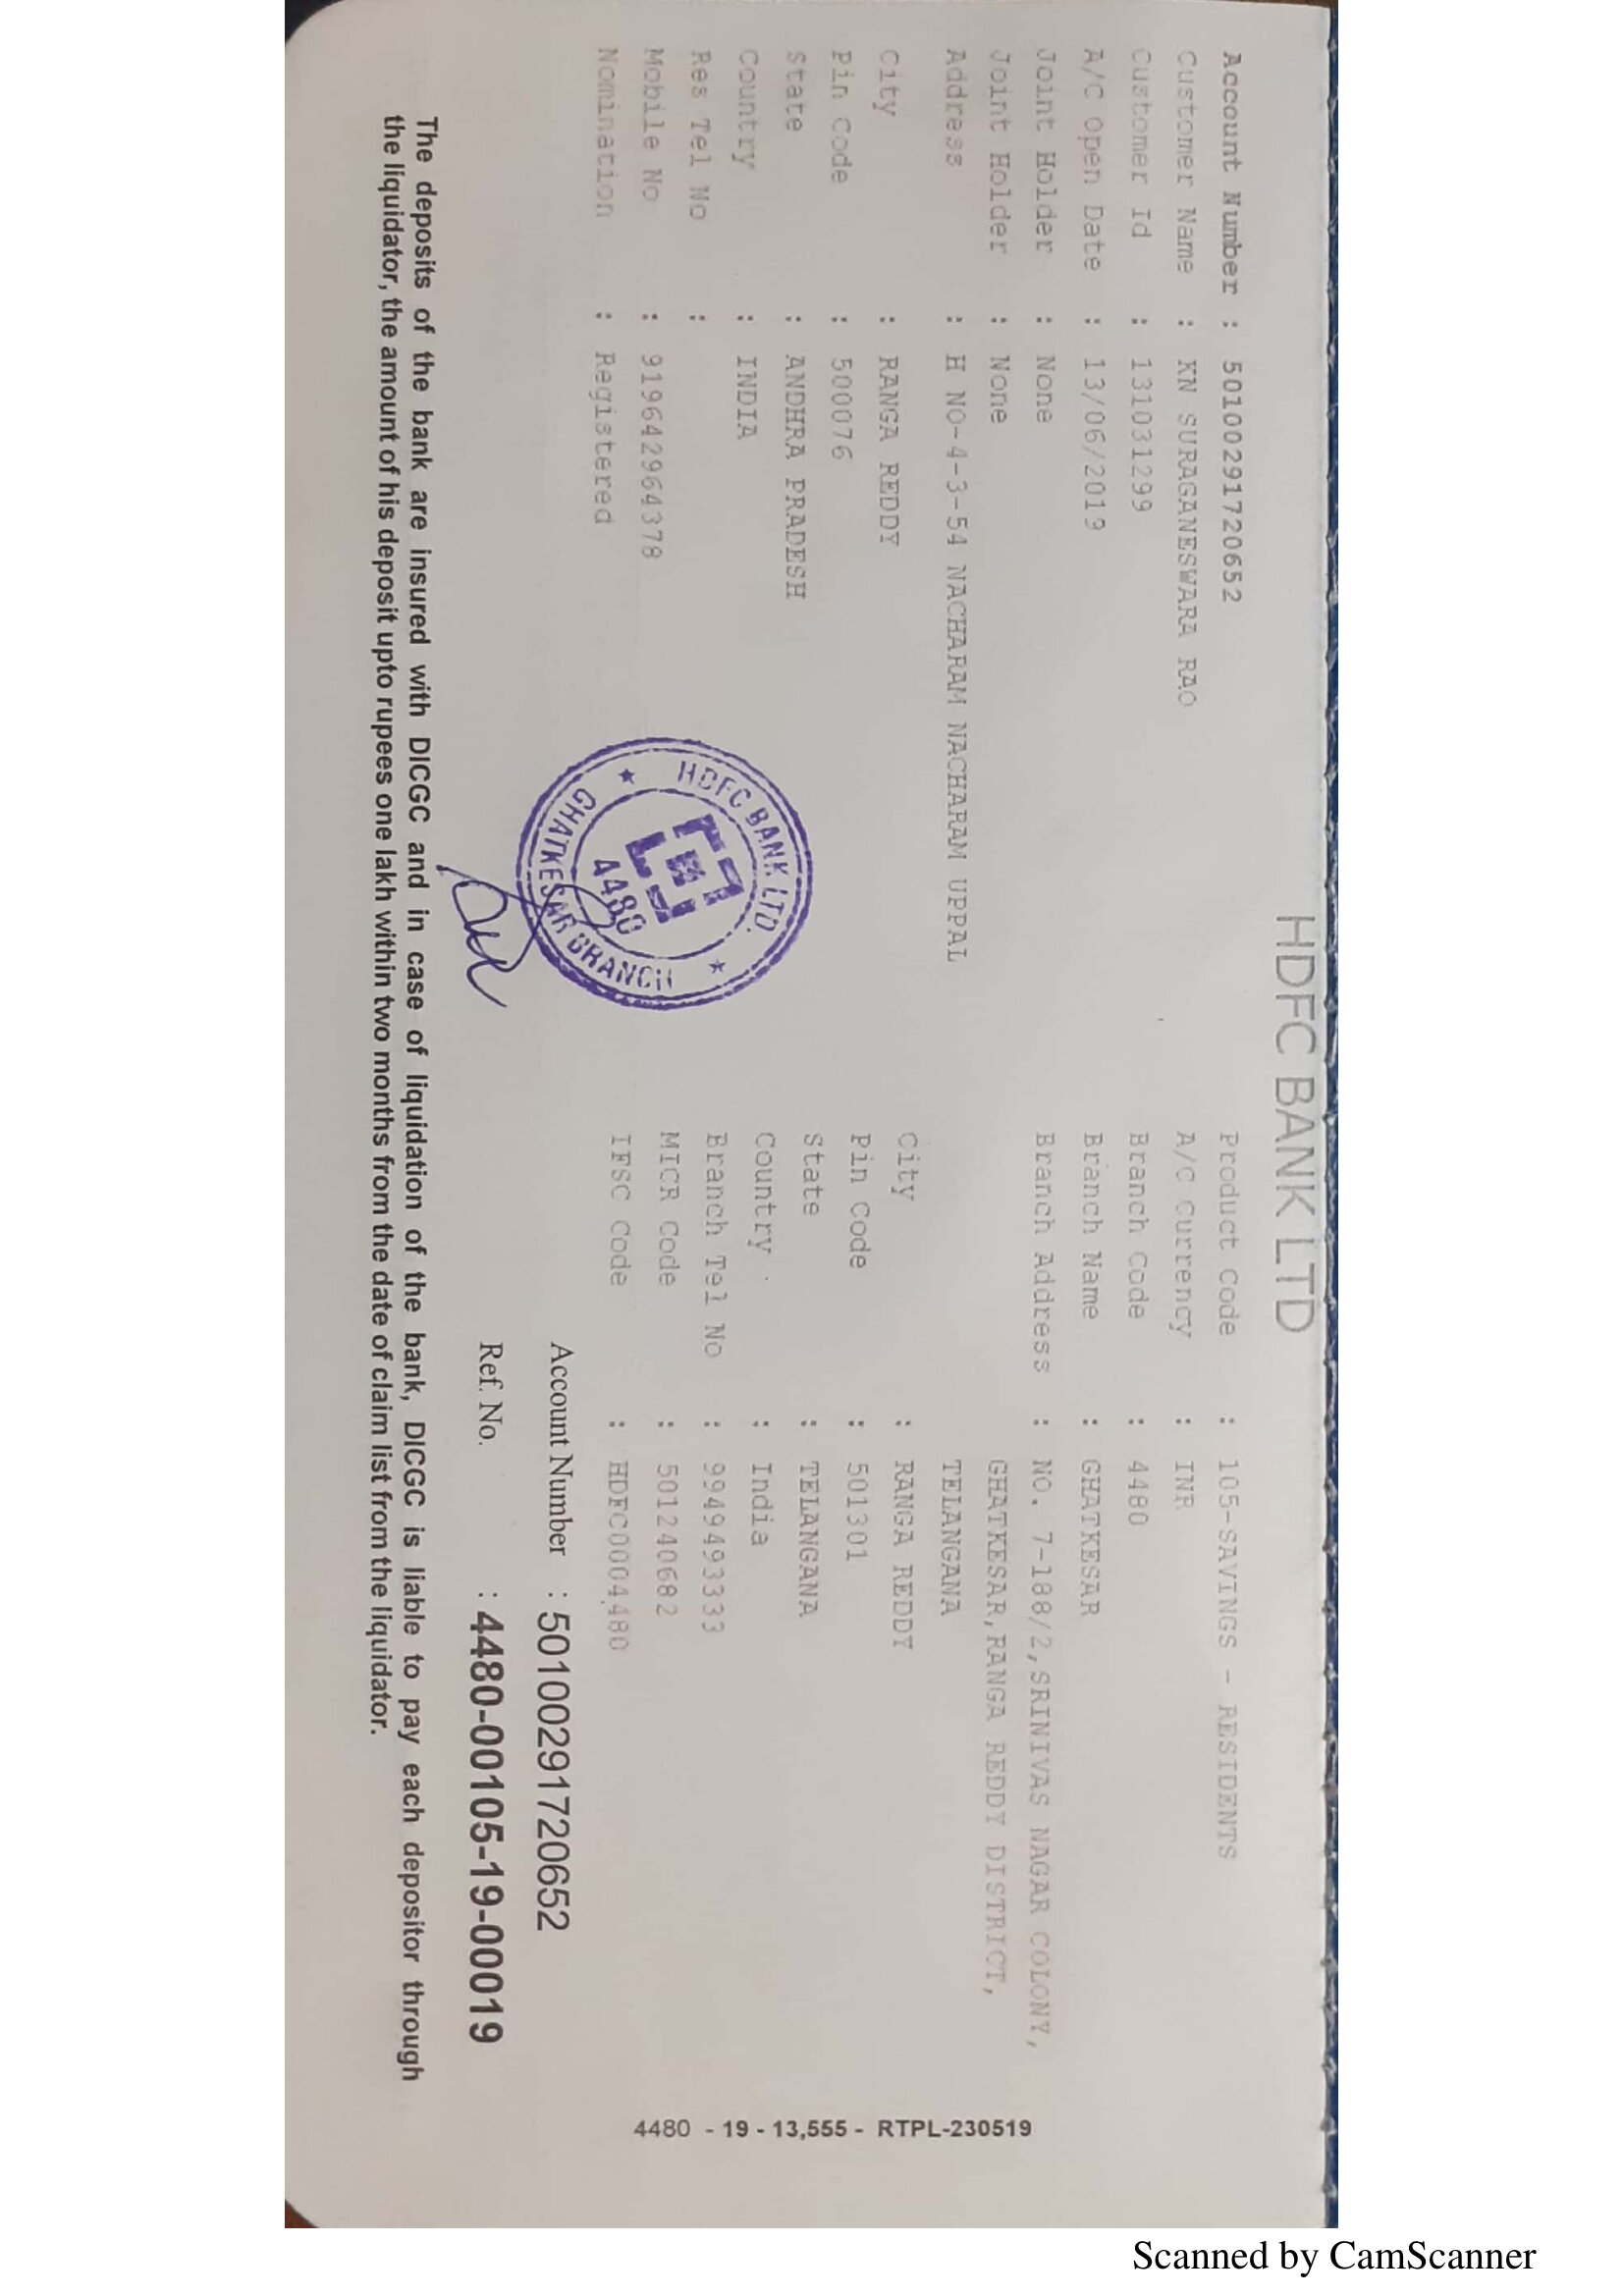 HDFC BANK LTD
Account Number : 50100291720652
Customer Name : KN SURAGANESWARA RAO
Customer Id : 131031299
A/C Open Date : 13/06/2019
Joint Holder : None
Joint Holder : None
Address : H NO-4-3-54 NACHARAM NACHARAM UPPAL
City : RANGA REDDY
Pin Code : 500076
State : ANDHRA PRADESH
Country : INDIA
Res Tel No :
Mobile No : 919642964378
Nomination : Registered
Product Code : 105-SAVINGS - RESIDENTS
A/C Currency : INR
Branch Code : 4480
Branch Name : GHATKESAR
Branch Address : NO. 7-188/2,SRINIVAS NAGAR COLONY,
GHATKESAR,RANGA REDDY DISTRICT,
TELANGANA
City : RANGA REDDY
Pin Code : 501301
State : TELANGANA
Country : India
Branch Tel No : 9949493333
MICR Code : 501240682
IFSC Code : HDFC0004480
HDFC BANK LTD.
4480
GHATKESAR BRANCH
Account Number : 50100291720652
Ref. No. : 4480-00105-19-00019
The deposits of the bank are insured with DICGC and in case of liquidation of the bank, DICGC is liable to pay each depositor through
the liquidator, the amount of his deposit upto rupees one lakh within two months from the date of claim list from the liquidator.
4480 - 19 - 13,555 - RTPL-230519
Scanned by CamScanner